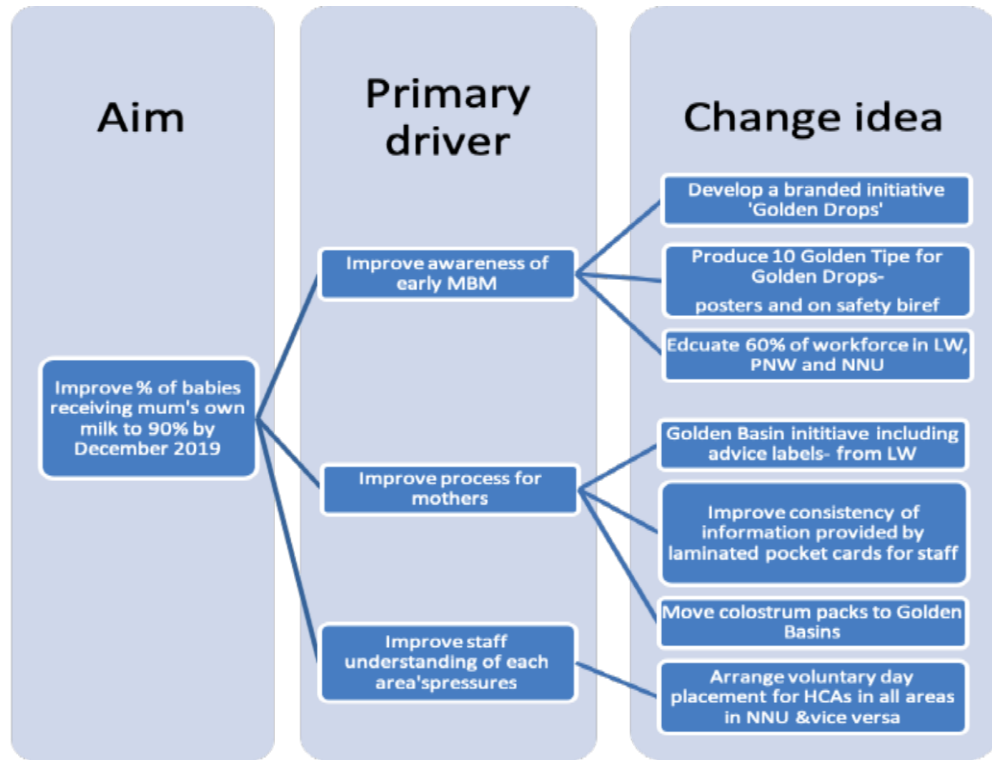 Aim
Improve % of babies
receiving mum's own
milk to 90% by
December 2019
Primary
driver
Improve awareness of
early MBM
Improve process for
mothers
Improve staff
understanding of each
area'spressures
Change idea
Develop a branded initiative
'Golden Drops'
Produce 10 Golden Tipe for
Golden Drops-
posters and on safety biref
Edcuate 60% of workforce in LW,
PNW and NNU
Golden Basin inititiave including
advice labels- from LW
Improve consistency of
information provided by
laminated pocket cards for staff
Move colostrum packs to Golden
Basins
Arrange voluntary day
placement for HCAs in all areas
in NNU &vice versa